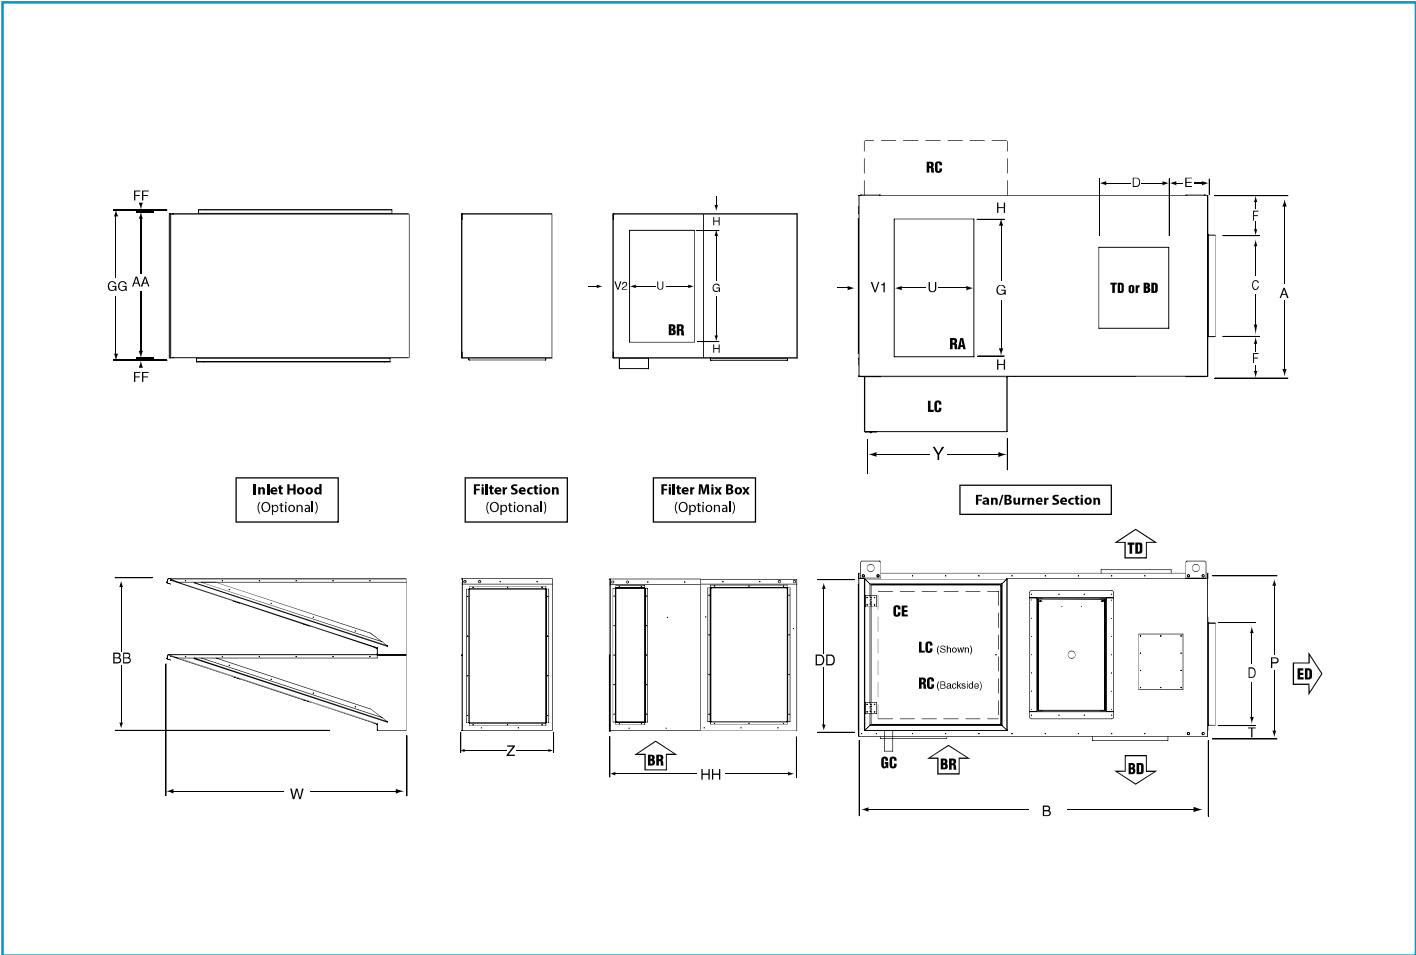 RC
FF
D
E
H
F
H
GG
AA
V2
U
G
V1
U
G
TD or BD
C
A
BR
RA
H
H
F
FF
LC
Y
Inlet Hood
(Optional)
Filter Section
(Optional)
Filter Mix Box
(Optional)
Fan/Burner Section
TD
CE
BB
DD
LC (Shown)
RC (Backside)
P
D
ED
T
Z
BR
HH
GC
BR
BD
W
B